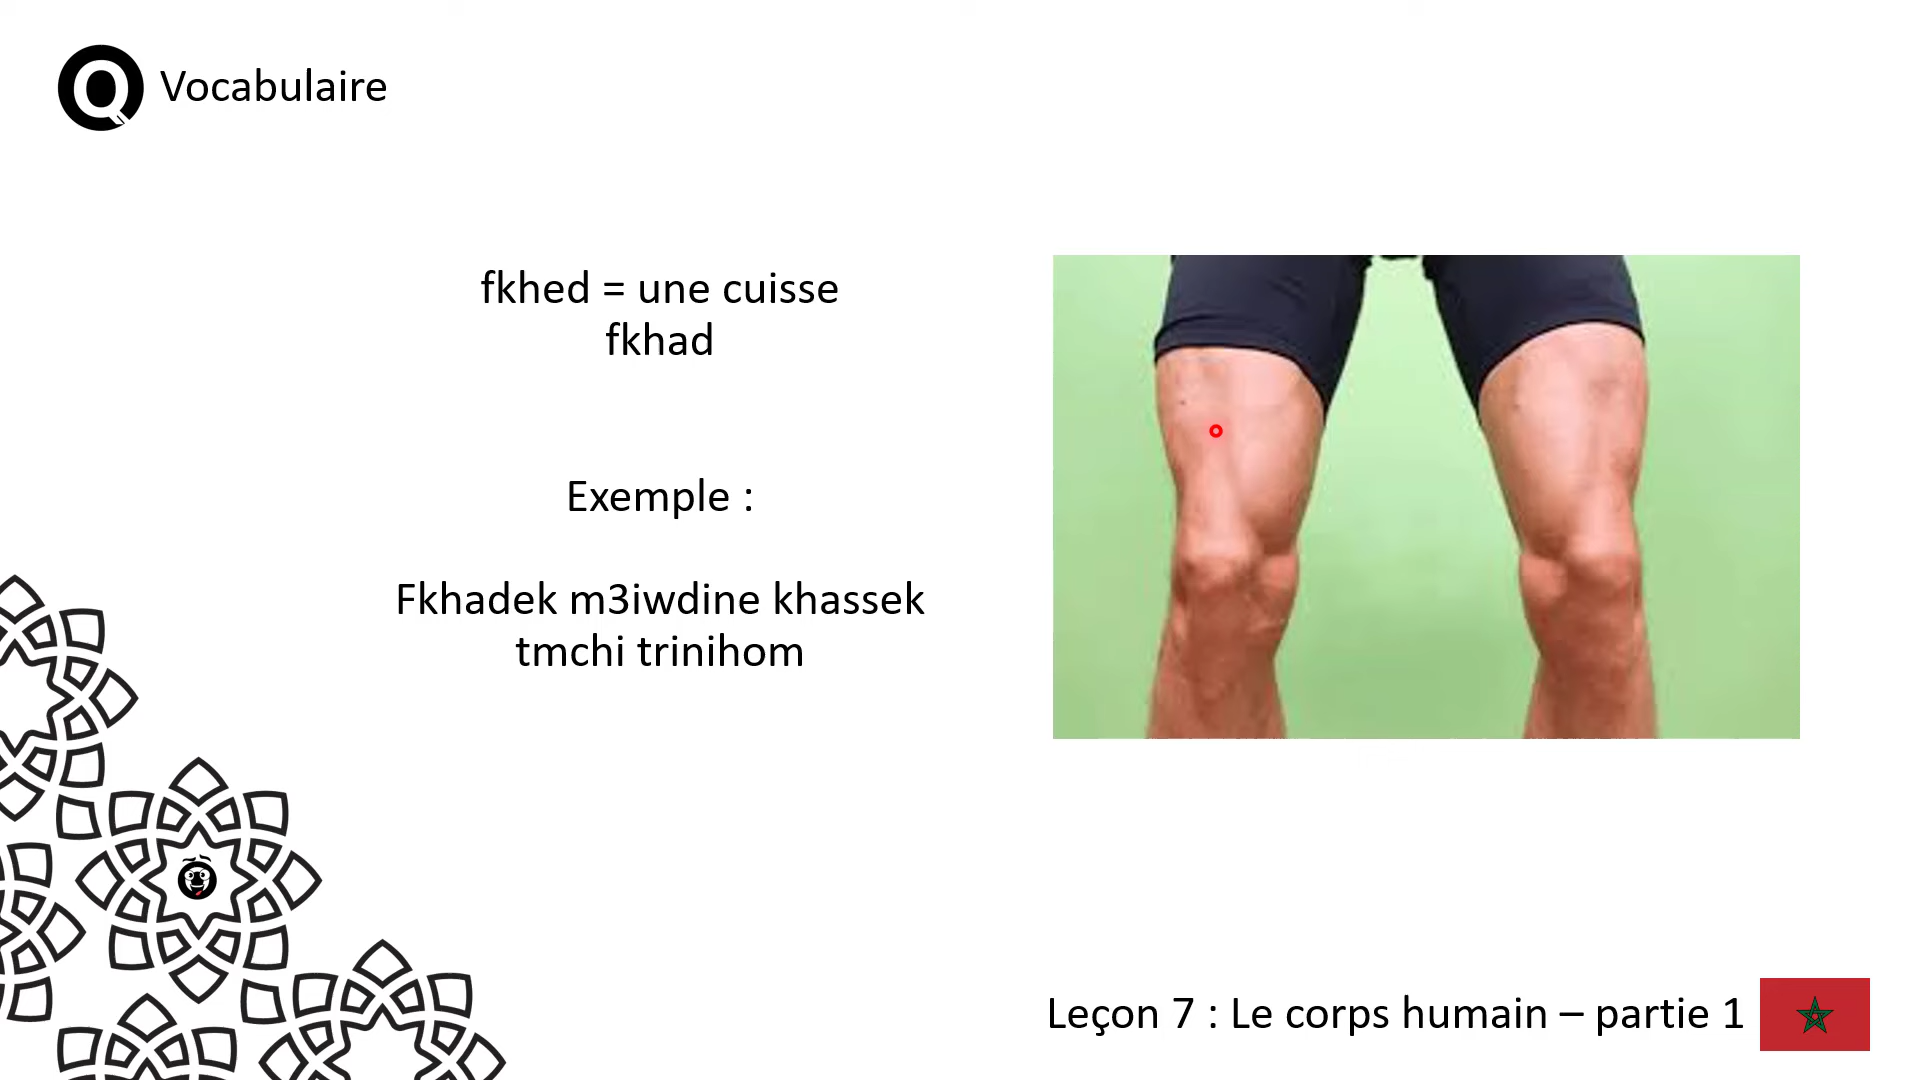 Q Vocabulaire
fkhed = une cuisse
fkhad
Exemple :
Fkhadek m3iwdine khassek
tmchi trinihom
Leçon 7 : Le corps humain – partie 1